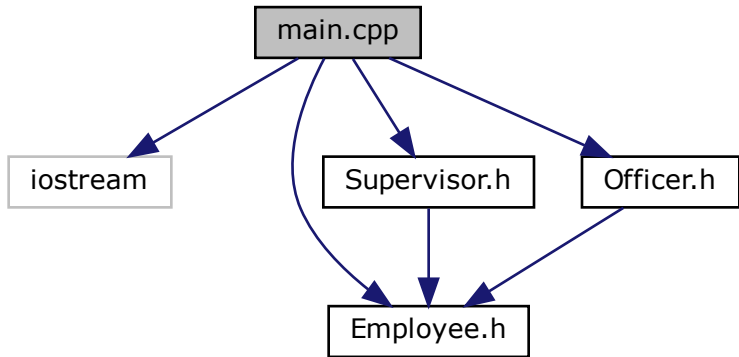 main.cpp
iostream
Supervisor.h
Officer.h
Employee.h